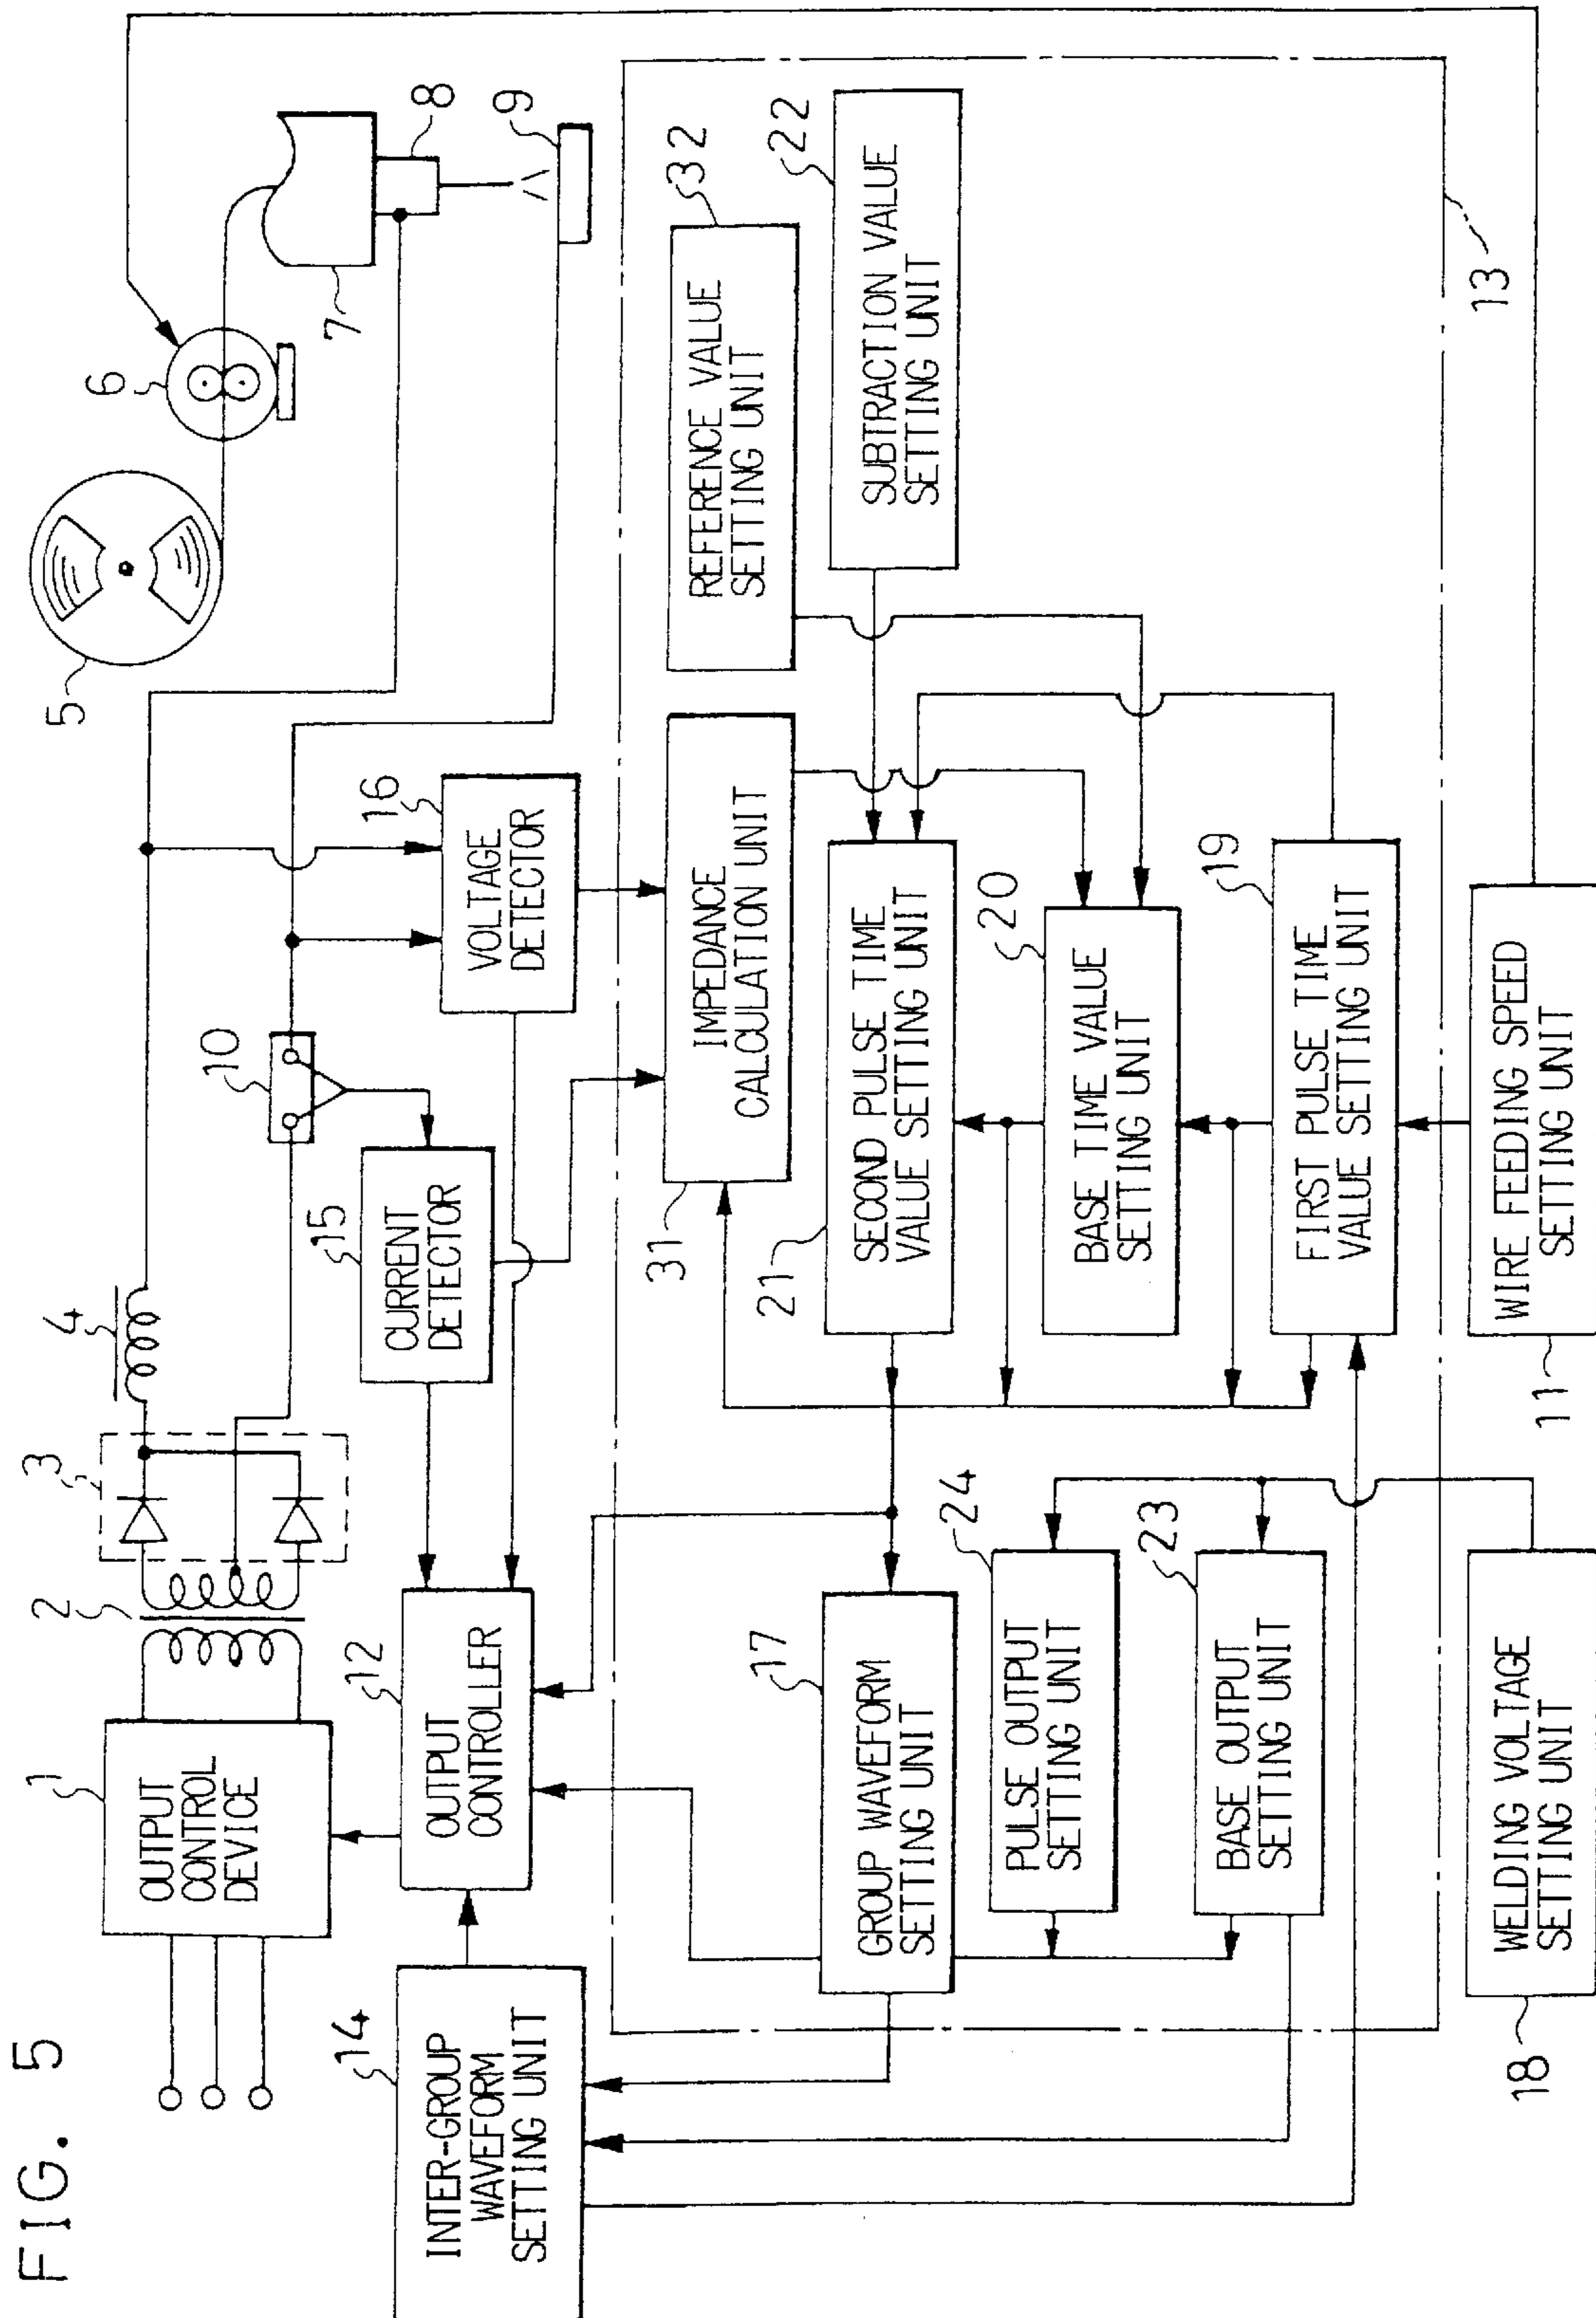 FIG. 5
1
OUTPUT
CONTROL
DEVICE
2
3
4
5
6
7
8
9
10
12
OUTPUT
CONTROLLER
15
CURRENT
DETECTOR
16
VOLTAGE
DETECTOR
14
INTER-GROUP
WAVEFORM
SETTING UNIT
31
IMPEDANCE
CALCULATION UNIT
32
REFERENCE VALUE
SETTING UNIT
17
GROUP WAVEFORM
SETTING UNIT
21
SECOND PULSE TIME
VALUE SETTING UNIT
22
SUBTRACTION VALUE
SETTING UNIT
24
PULSE OUTPUT
SETTING UNIT
20
BASE TIME VALUE
SETTING UNIT
23
BASE OUTPUT
SETTING UNIT
19
FIRST PULSE TIME
VALUE SETTING UNIT
13
18
WELDING VOLTAGE
SETTING UNIT
11
WIRE FEEDING SPEED
SETTING UNIT